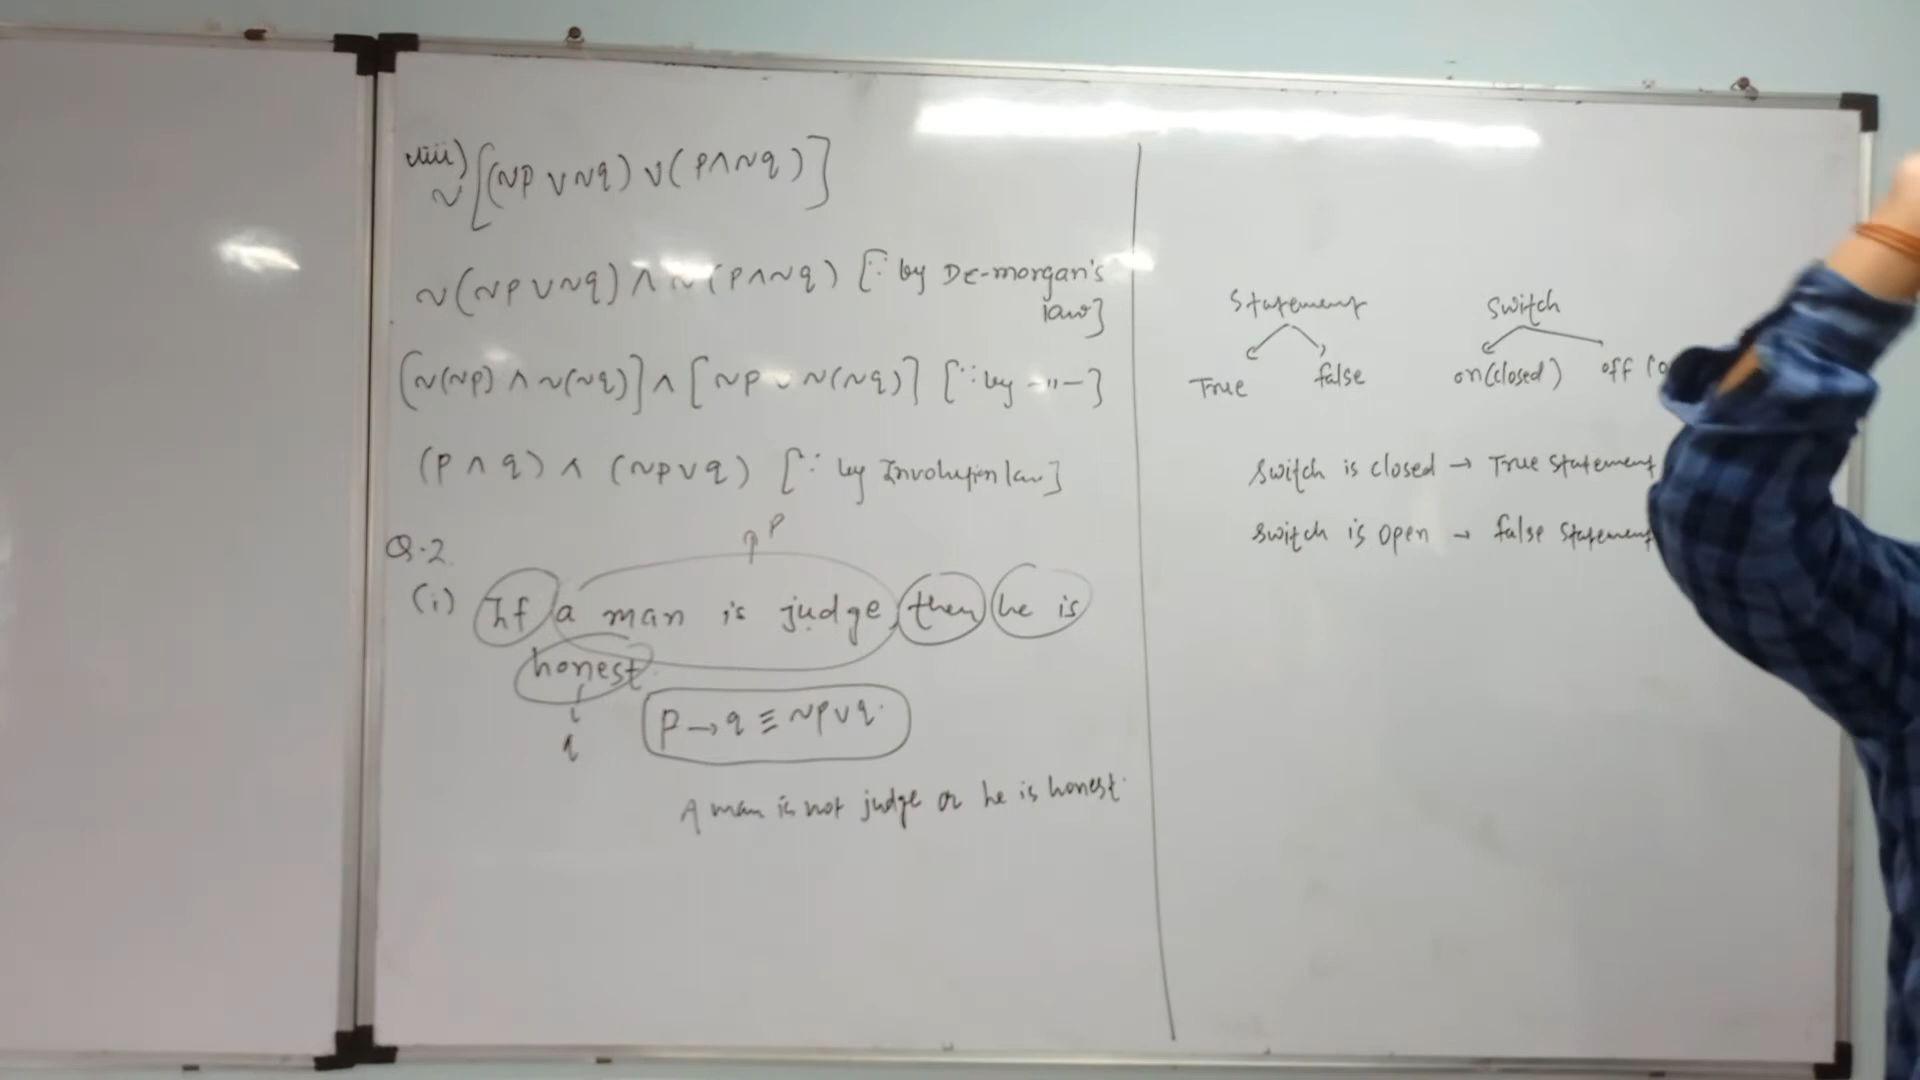 viii)
~[(~p ∨ ~q) ∨ (p ∧ ~q)]
~(~p ∨ ~q) ∧ ~(p ∧ ~q) [∵ by De-morgan's
law]
[~(~p) ∧ ~(~q)] ∧ [~p ∨ ~(~q)] [∵ by -"-]
(p ∧ q) ∧ (~p ∨ q) [∵ by Involution law]
p
Q.2
(i) If a man is judge, then he is
honest.
q
p → q ≡ ~p ∨ q.
A man is not judge or he is honest.
Statement
True false
Switch
on(closed) off (o
Switch is closed → True Statement
Switch is open → false Statement